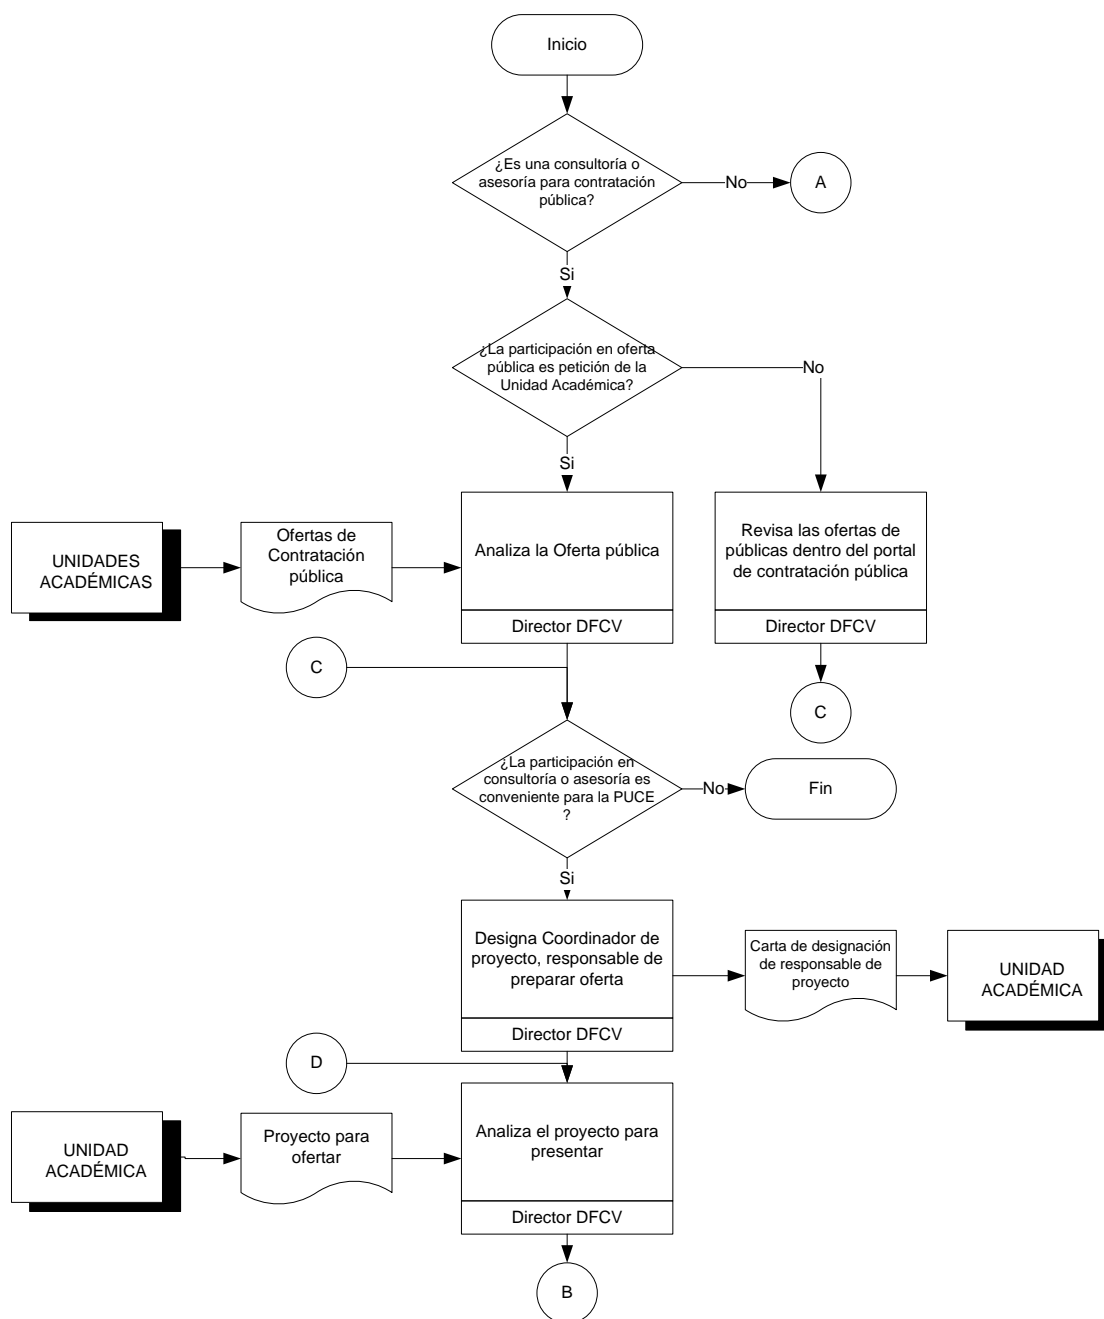 Inicio
¿Es una consultoría o
asesoría para contratación
pública?
No
A
Si
¿La participación en oferta
pública es petición de la
Unidad Académica?
No
Si
UNIDADES
ACADÉMICAS
Ofertas de
Contratación
pública
Analiza la Oferta pública
Director DFCV
Revisa las ofertas de
públicas dentro del portal
de contratación pública
Director DFCV
C
C
¿La participación en
consultoría o asesoría es
conveniente para la PUCE
?
No
Fin
Si
Designa Coordinador de
proyecto, responsable de
preparar oferta
Director DFCV
Carta de designación
de responsable de
proyecto
UNIDAD
ACADÉMICA
D
UNIDAD
ACADÉMICA
Proyecto para
ofertar
Analiza el proyecto para
presentar
Director DFCV
B